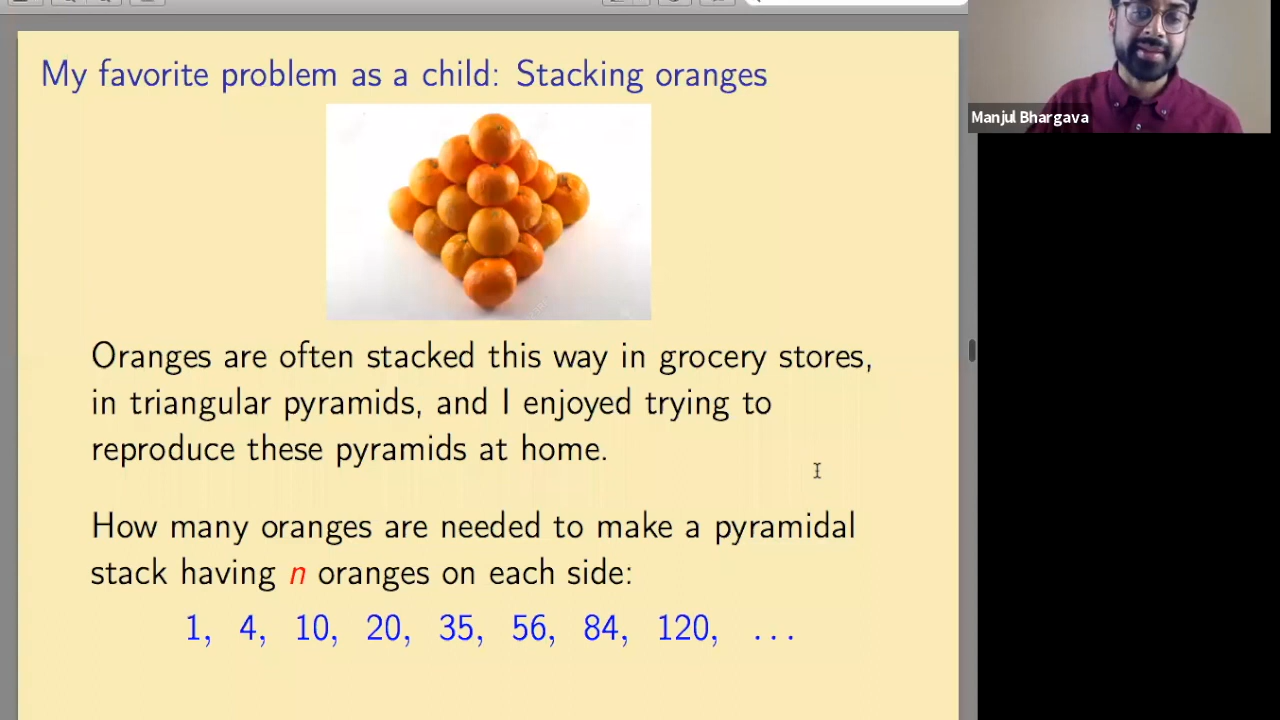 My favorite problem as a child: Stacking oranges
Manjul Bhargava
Oranges are often stacked this way in grocery stores,
in triangular pyramids, and I enjoyed trying to
reproduce these pyramids at home.
How many oranges are needed to make a pyramidal
stack having n oranges on each side:
1, 4, 10, 20, 35, 56, 84, 120, ...